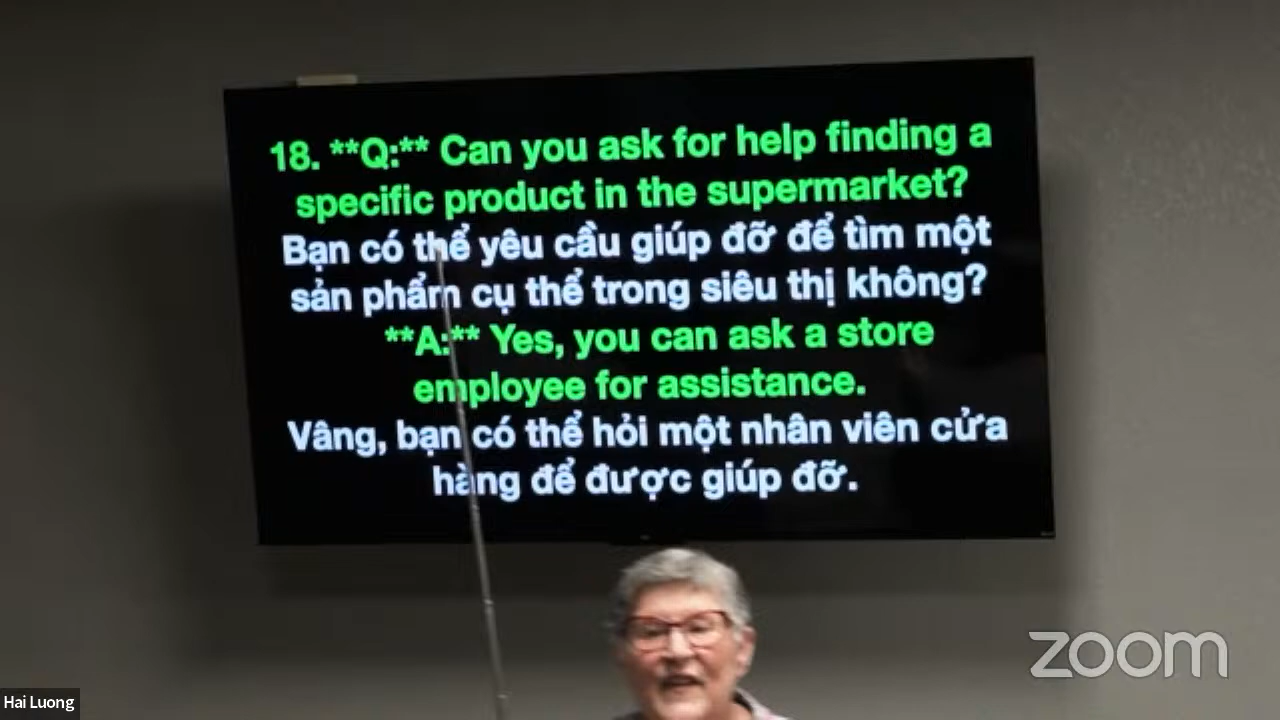 18. **Q:** Can you ask for help finding a
specific product in the supermarket?
Bạn có thể yêu cầu giúp đỡ để tìm một
sản phẩm cụ thể trong siêu thị không?
**A:** Yes, you can ask a store
employee for assistance.
Vâng, bạn có thể hỏi một nhân viên cửa
hàng để được giúp đỡ.
zoom
Hai Luong